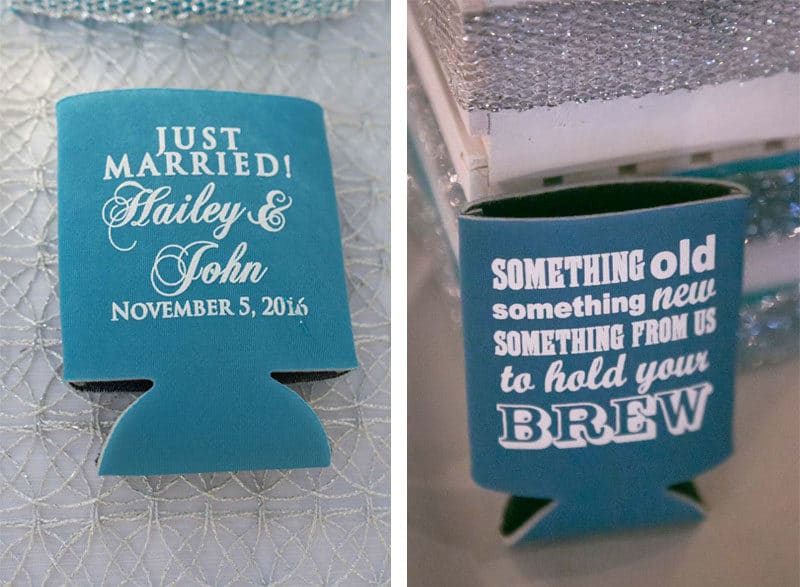 JUST
MARRIED!
Hailey &
John
NOVEMBER 5, 2016
SOMETHING old
something new
SOMETHING FROM US
to hold your
BREW